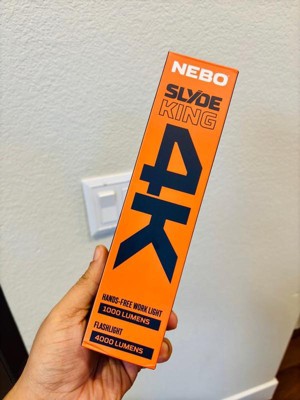 NEBO
SLYDE
KING
4K
HANDS-FREE WORK LIGHT
1000 LUMENS
FLASHLIGHT
4000 LUMENS